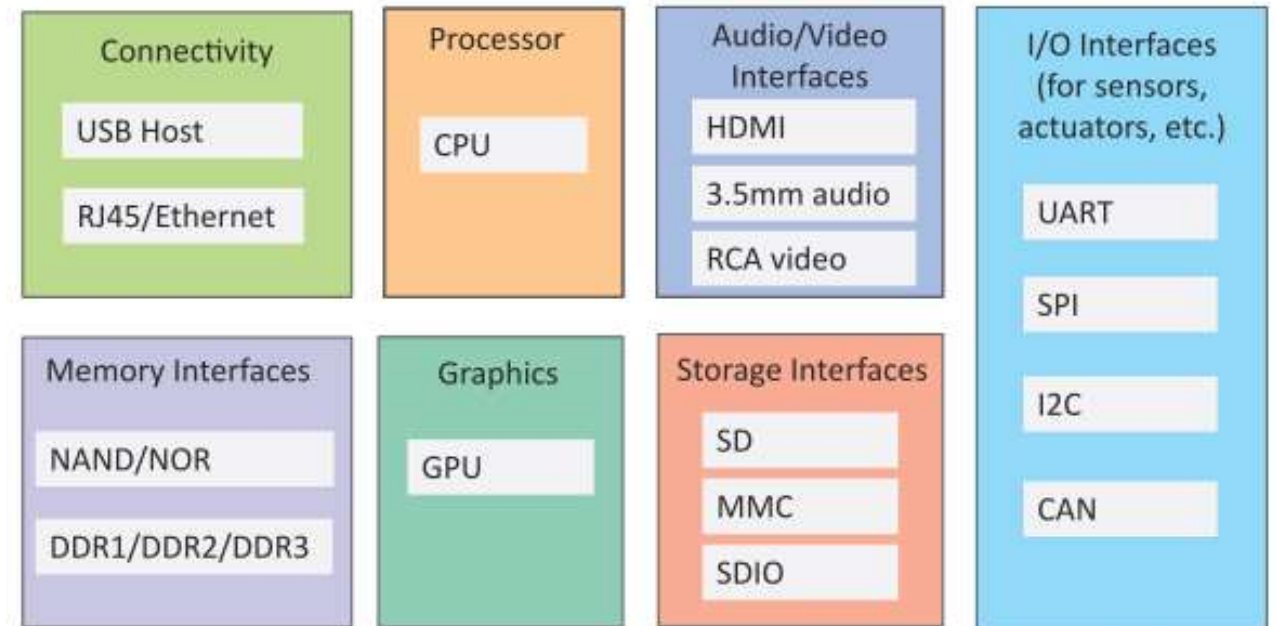 Connectivity
USB Host
RJ45/Ethernet
Processor
CPU
Audio/Video
Interfaces
HDMI
3.5mm audio
RCA video
I/O Interfaces
(for sensors,
actuators, etc.)
UART
SPI
I2C
CAN
Memory Interfaces
NAND/NOR
DDR1/DDR2/DDR3
Graphics
GPU
Storage Interfaces
SD
MMC
SDIO